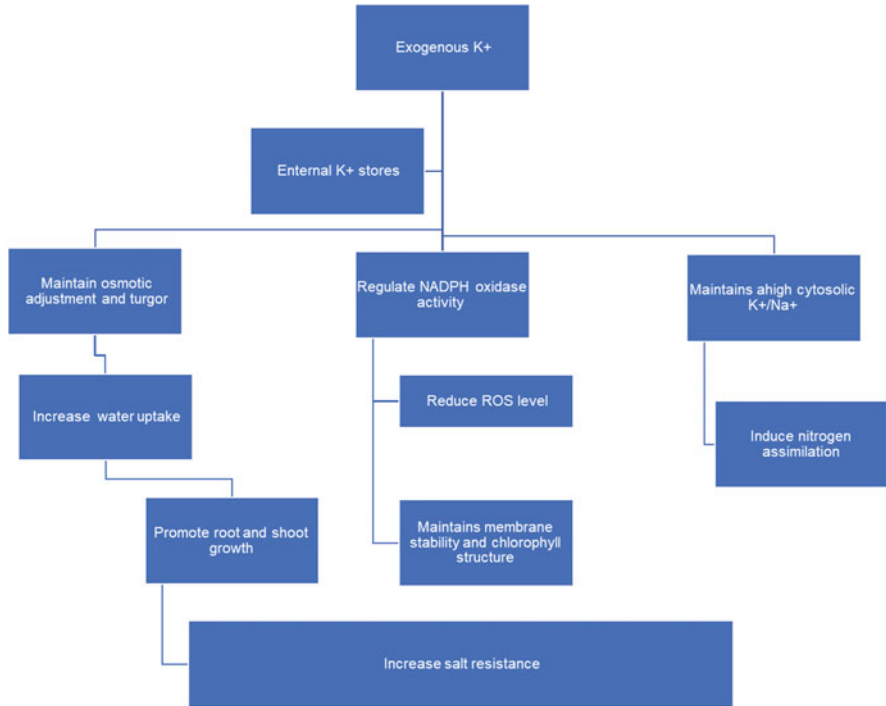 Exogenous K+
Enternal K+ stores
Maintain osmotic
adjustment and turgor
Regulate NADPH oxidase
activity
Maintains ahigh cytosolic
K+/Na+
Increase water uptake
Reduce ROS level
Induce nitrogen
assimilation
Promote root and shoot
growth
Maintains membrane
stability and chlorophyll
structure
Increase salt resistance